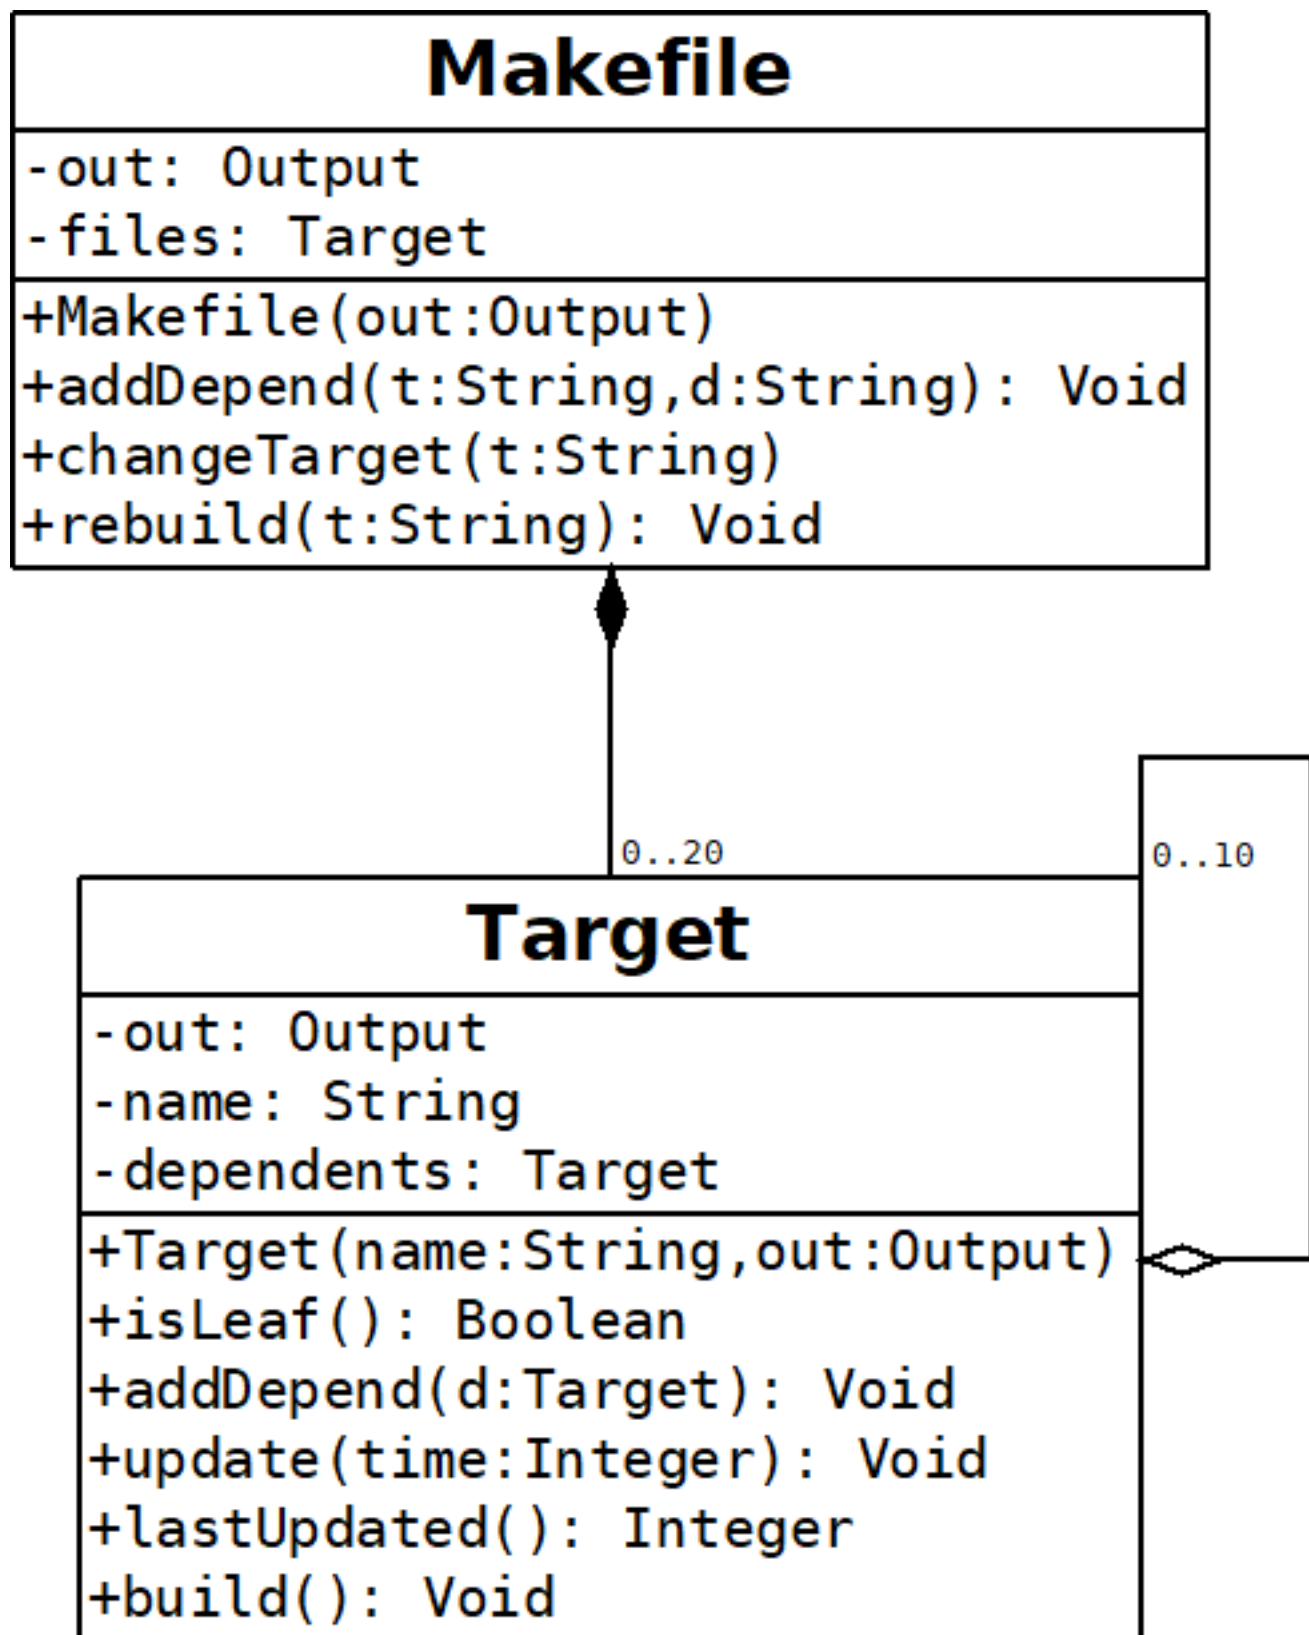 Makefile
-out: Output
-files: Target
+Makefile(out:Output)
+addDepend(t:String,d:String): Void
+changeTarget(t:String)
+rebuild(t:String): Void
0..20
0..10
Target
-out: Output
-name: String
-dependents: Target
+Target(name:String,out:Output)
+isLeaf(): Boolean
+addDepend(d:Target): Void
+update(time:Integer): Void
+lastUpdated(): Integer
+build(): Void